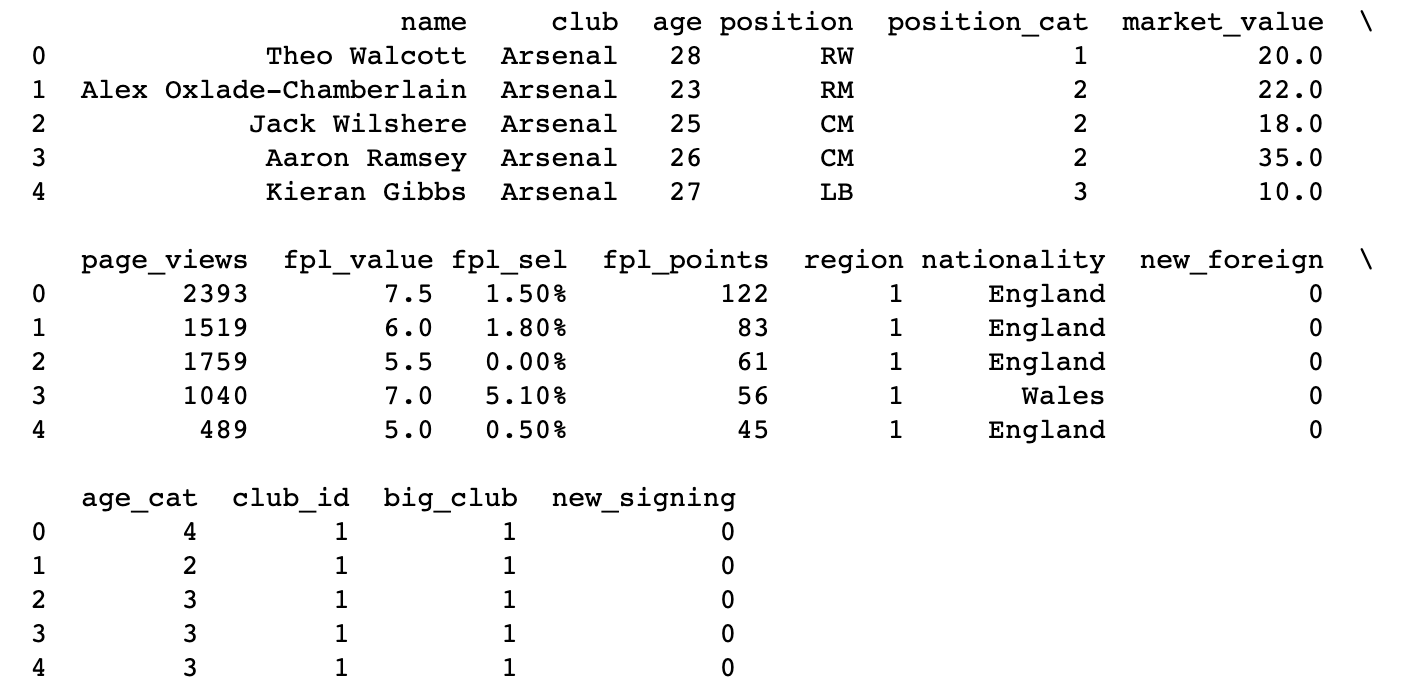 name club age position position_cat market_value \
0 Theo Walcott Arsenal 28 RW 1 20.0
1 Alex Oxlade-Chamberlain Arsenal 23 RM 2 22.0
2 Jack Wilshere Arsenal 25 CM 2 18.0
3 Aaron Ramsey Arsenal 26 CM 2 35.0
4 Kieran Gibbs Arsenal 27 LB 3 10.0
page_views fpl_value fpl_sel fpl_points region nationality new_foreign \
0 2393 7.5 1.50% 122 1 England 0
1 1519 6.0 1.80% 83 1 England 0
2 1759 5.5 0.00% 61 1 England 0
3 1040 7.0 5.10% 56 1 Wales 0
4 489 5.0 0.50% 45 1 England 0
age_cat club_id big_club new_signing
0 4 1 1 0
1 2 1 1 0
2 3 1 1 0
3 3 1 1 0
4 3 1 1 0